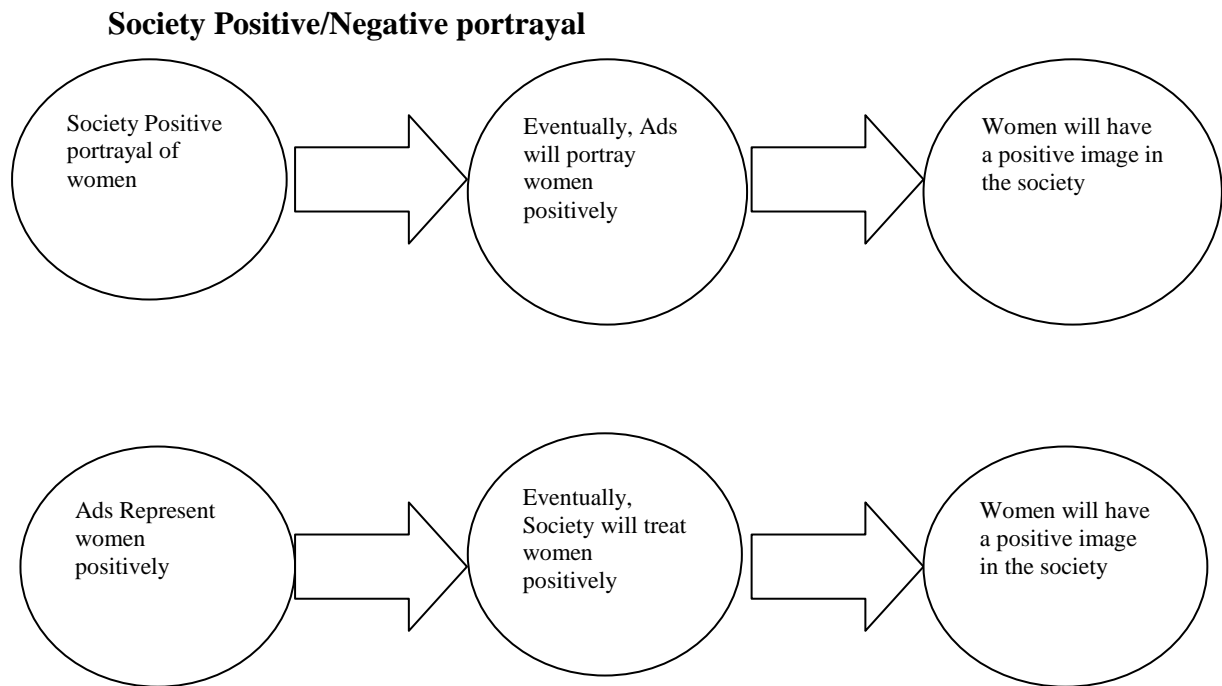 Society Positive/Negative portrayal
Society Positive
portrayal of
women
Eventually, Ads
will portray
women
positively
Women will have
a positive image in
the society
Ads Represent
women
positively
Eventually,
Society will treat
women
positively
Women will have
a positive image
in the society